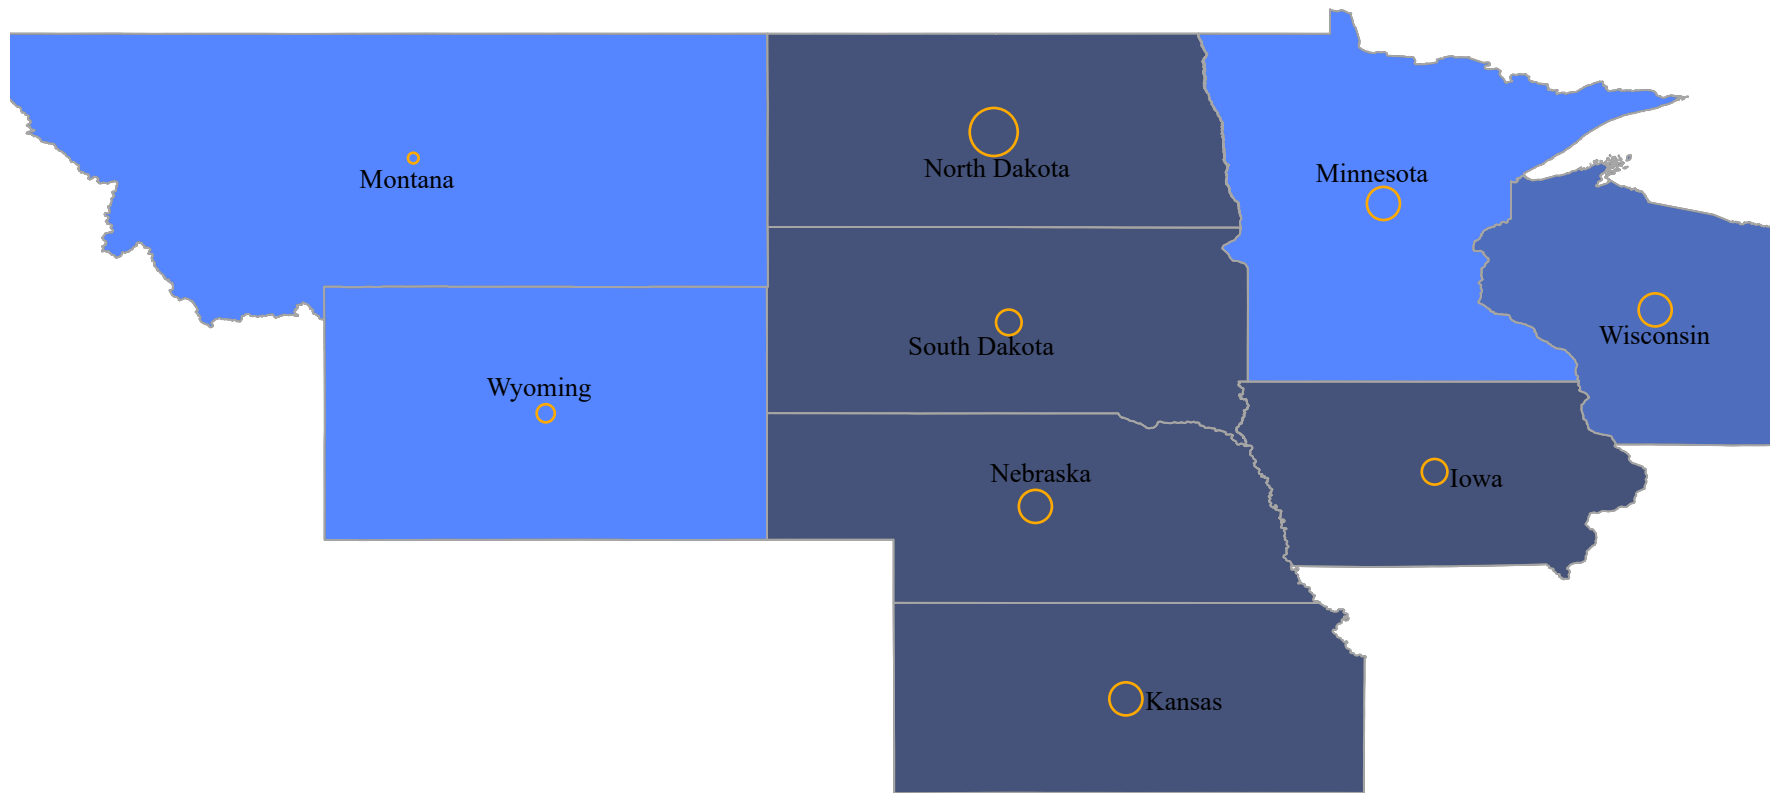 North Dakota
Minnesota
Montana
Wisconsin
South Dakota
Wyoming
Nebraska
Iowa
Kansas